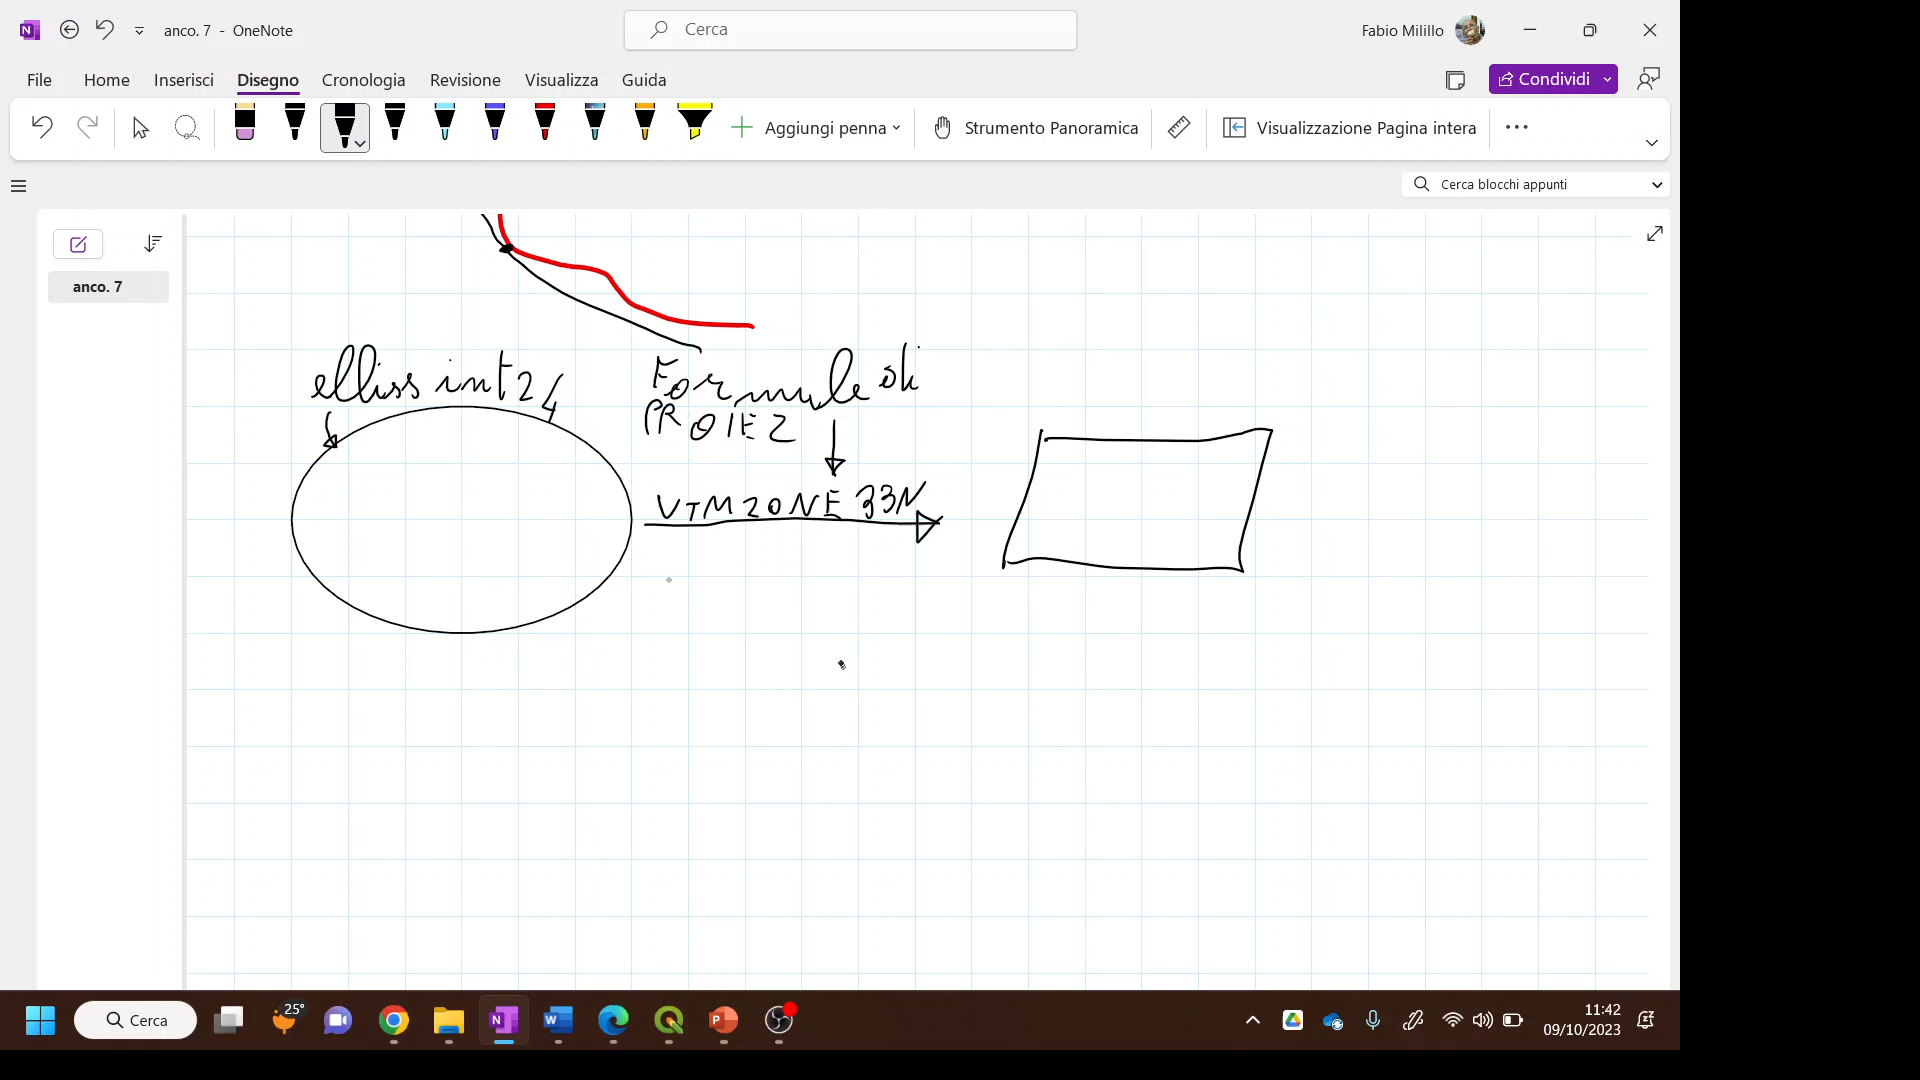 anco. 7 - OneNote
Cerca
Fabio Milillo
File Home Inserisci Disegno Cronologia Revisione Visualizza Guida
Condividi
Aggiungi penna
Strumento Panoramica
Visualizzazione Pagina intera
Cerca blocchi appunti
anco. 7
elliss int 24
Formule di
PROIEZ
UTM ZONE 33N
25°
Cerca
11:42
09/10/2023